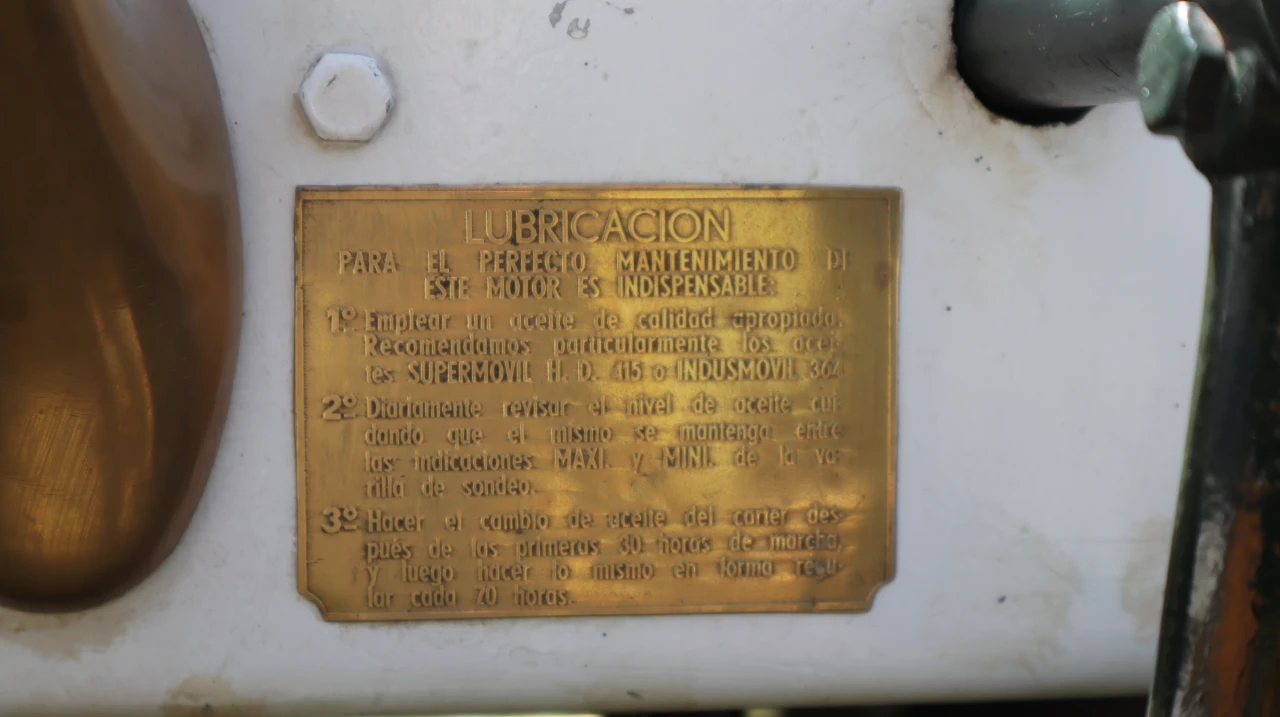 LUBRICACION
PARA EL PERFECTO MANTENIMIENTO DE
ESTE MOTOR ES INDISPENSABLE:
1º Emplear un aceite de calidad apropiada.
Recomendamos particularmente los acei-
tes SUPERMOVIL H. D. 415 o INDUSMOVIL 364
2º Diariamente revisar el nivel de aceite cui-
dando que el mismo se mantenga entre
las indicaciones MAXI. y MINI. de la va-
rilla de sondeo.
3º Hacer el cambio de aceite del carter des-
pués de las primeras 30 horas de marcha,
y luego hacer lo mismo en forma regu-
lar cada 70 horas.